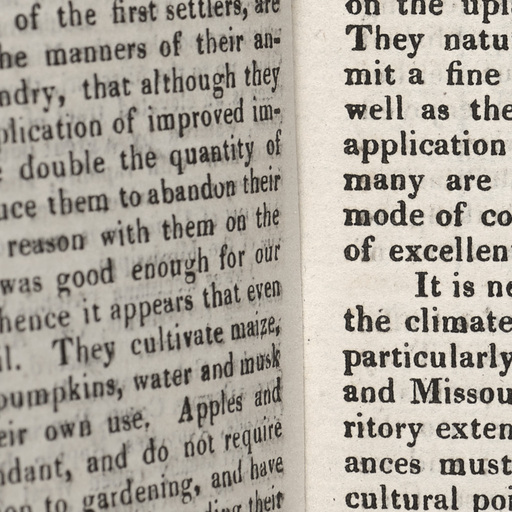 of the first settlers, are
he manners of their an-
ndry, that although they
plication of improved im-
double the quantity of
uce them to abandon their
reason with them on the
was good enough for our
hence it appears that even
l. They cultivate maize,
pumpkins, water and musk
eir own use. Apples and
ndant, and do not require
on to gardening, and have
ding their
on the upl
They natu
mit a fine
well as the
application
many are
mode of co
of excellen
It is ne
the climate
particularly
and Missou
ritory exten
ances must
cultural poi